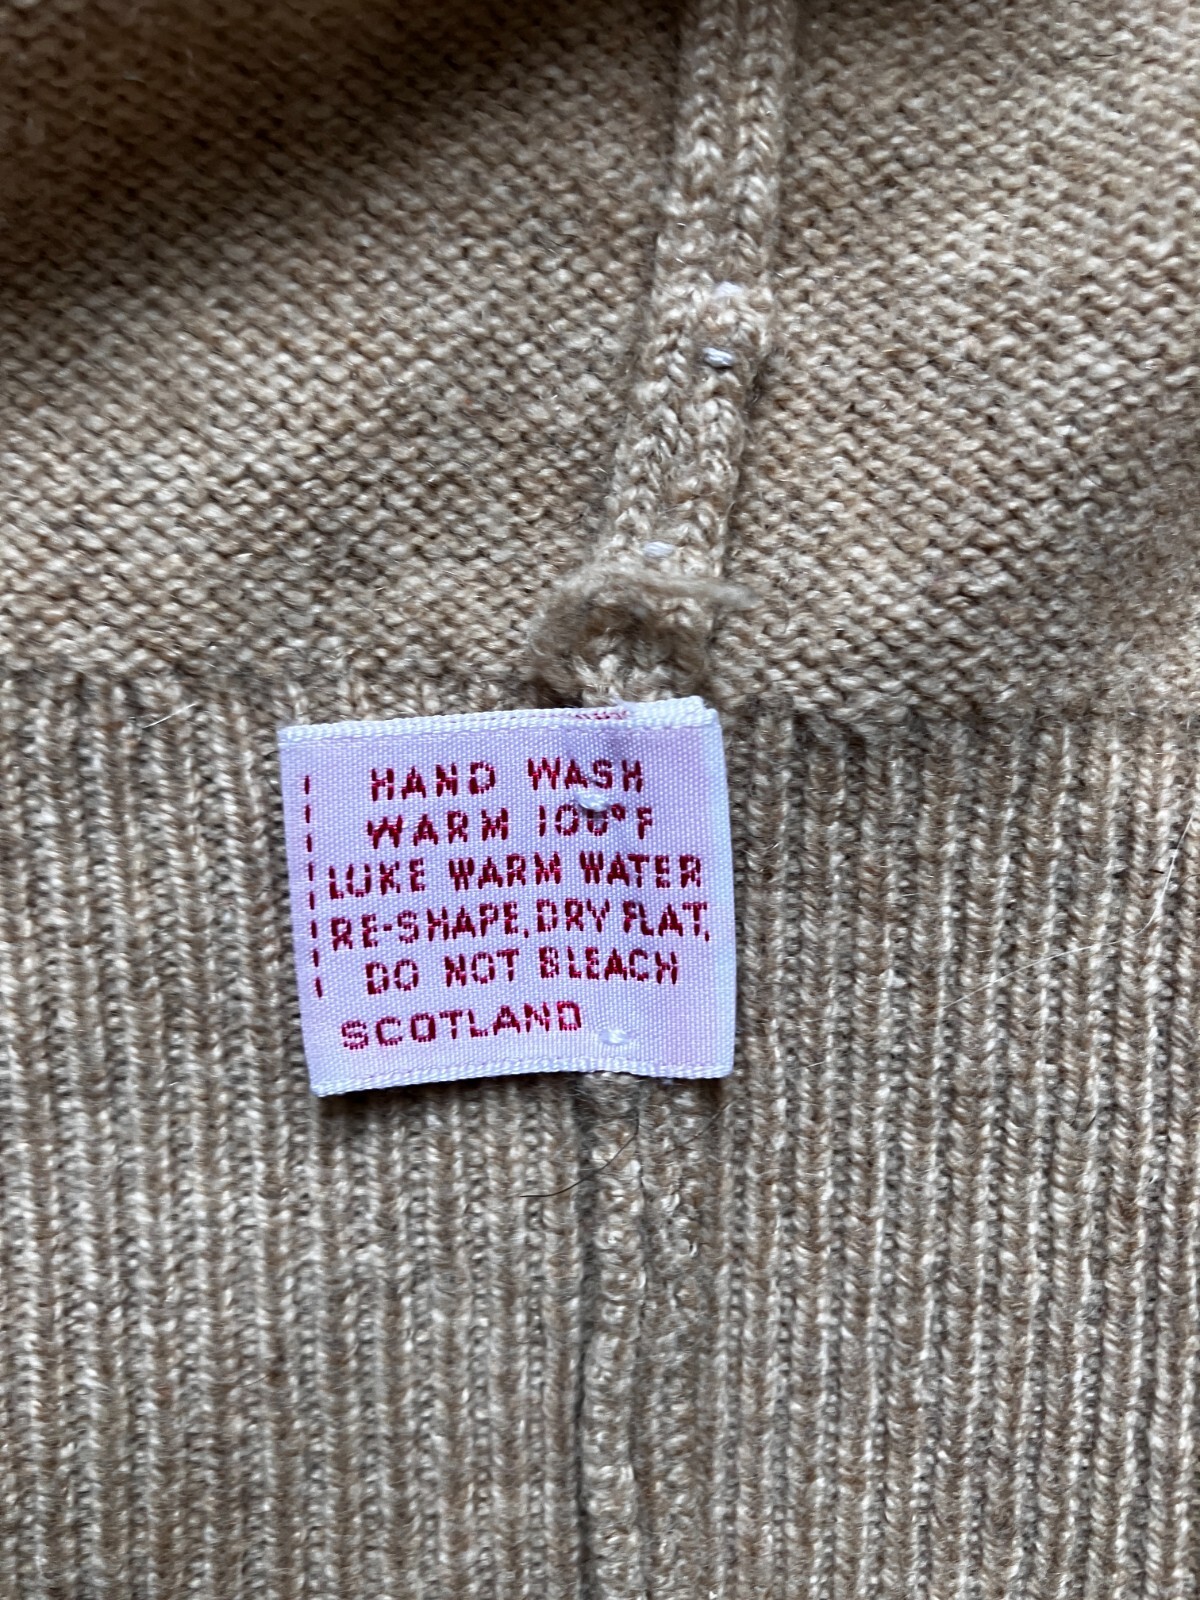 HAND WASH
WARM 100°F
LUKE WARM WATER
RE-SHAPE, DRY FLAT,
DO NOT BLEACH
SCOTLAND